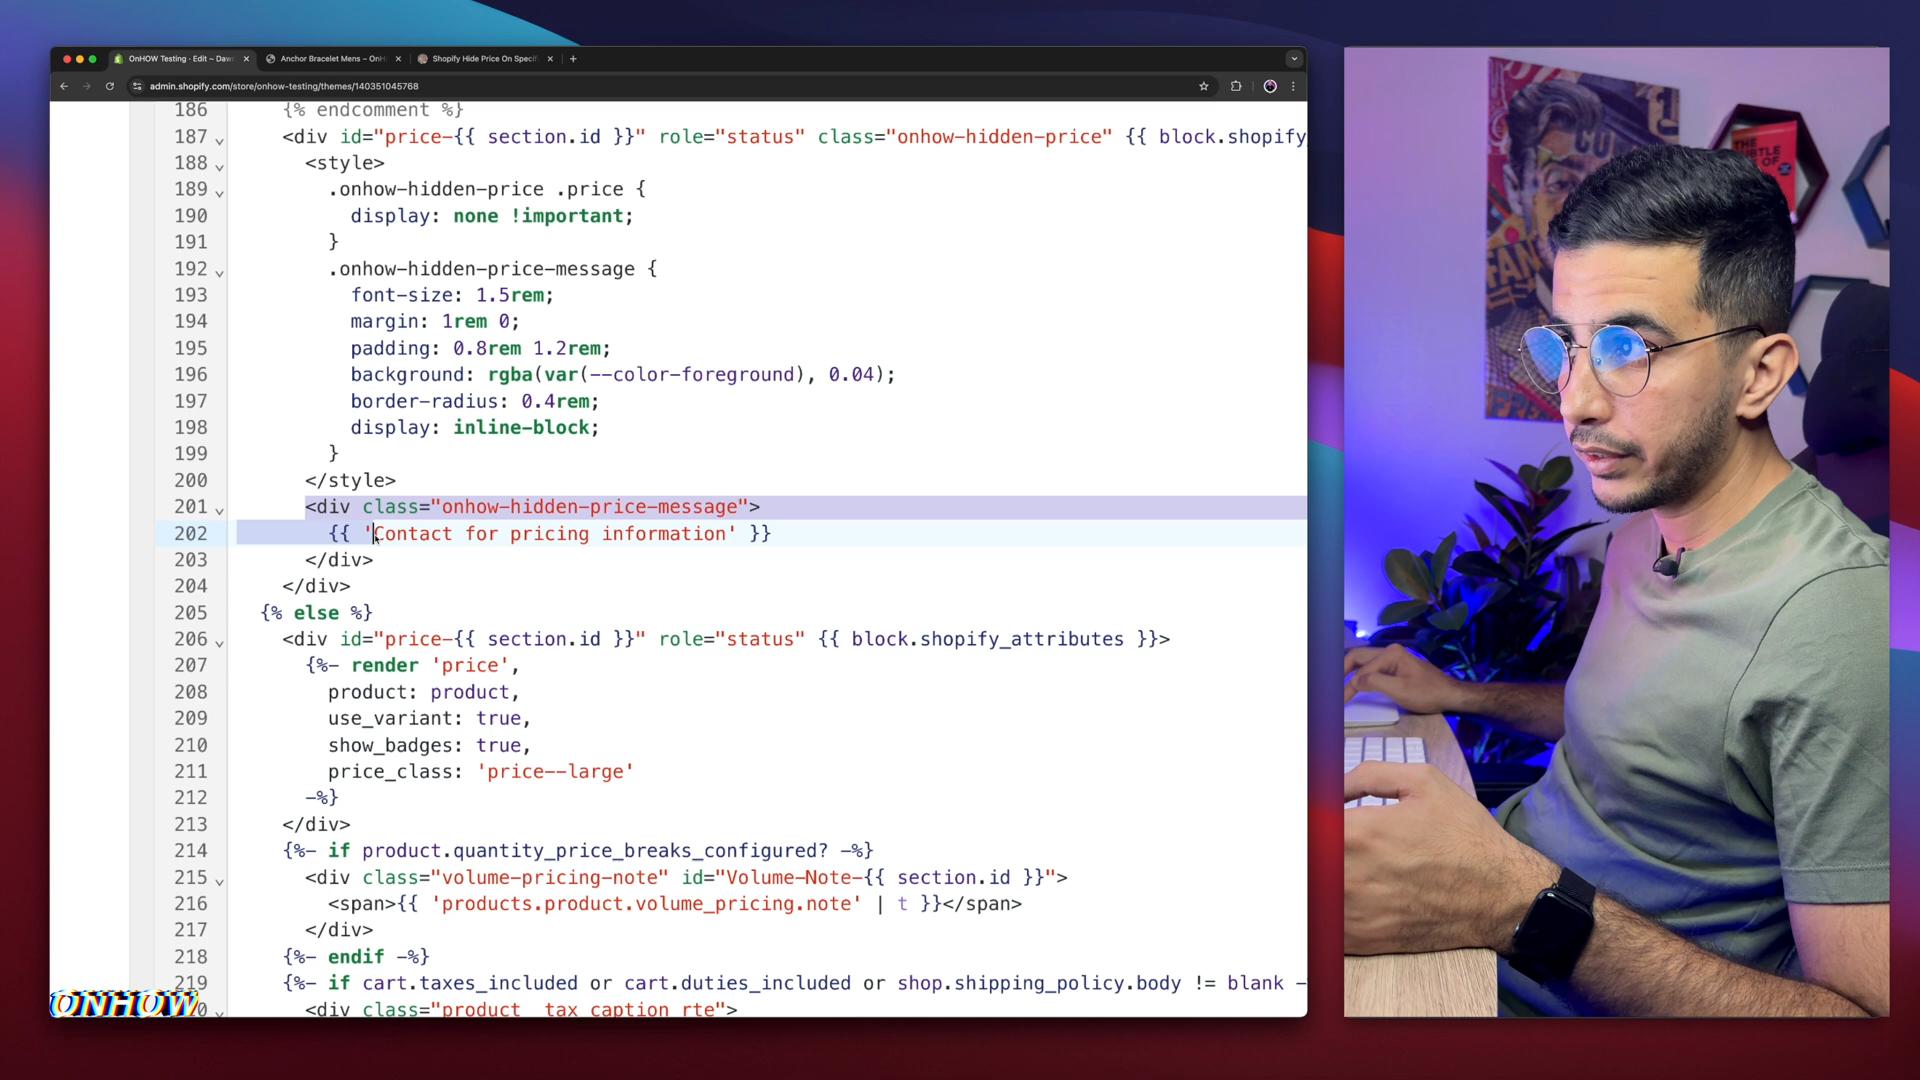 OnHOW Testing · Edit ~ Dawn
Anchor Bracelet Mens – OnH
Shopify Hide Price On Specif
admin.shopify.com/store/onhow-testing/themes/140351045768
186 {% endcomment %}
187 <div id="price-{{ section.id }}" role="status" class="onhow-hidden-price" {{ block.shopify
188 <style>
189 .onhow-hidden-price .price {
190 display: none !important;
191 }
192 .onhow-hidden-price-message {
193 font-size: 1.5rem;
194 margin: 1rem 0;
195 padding: 0.8rem 1.2rem;
196 background: rgba(var(--color-foreground), 0.04);
197 border-radius: 0.4rem;
198 display: inline-block;
199 }
200 </style>
201 <div class="onhow-hidden-price-message">
202 {{ 'Contact for pricing information' }}
203 </div>
204 </div>
205 {% else %}
206 <div id="price-{{ section.id }}" role="status" {{ block.shopify_attributes }}>
207 {%- render 'price',
208 product: product,
209 use_variant: true,
210 show_badges: true,
211 price_class: 'price--large'
212 -%}
213 </div>
214 {%- if product.quantity_price_breaks_configured? -%}
215 <div class="volume-pricing-note" id="Volume-Note-{{ section.id }}">
216 <span>{{ 'products.product.volume_pricing.note' | t }}</span>
217 </div>
218 {%- endif -%}
219 {%- if cart.taxes_included or cart.duties_included or shop.shipping_policy.body != blank -
<div class="product__tax caption rte">
ONHOW
THE
SUBTLE
OF